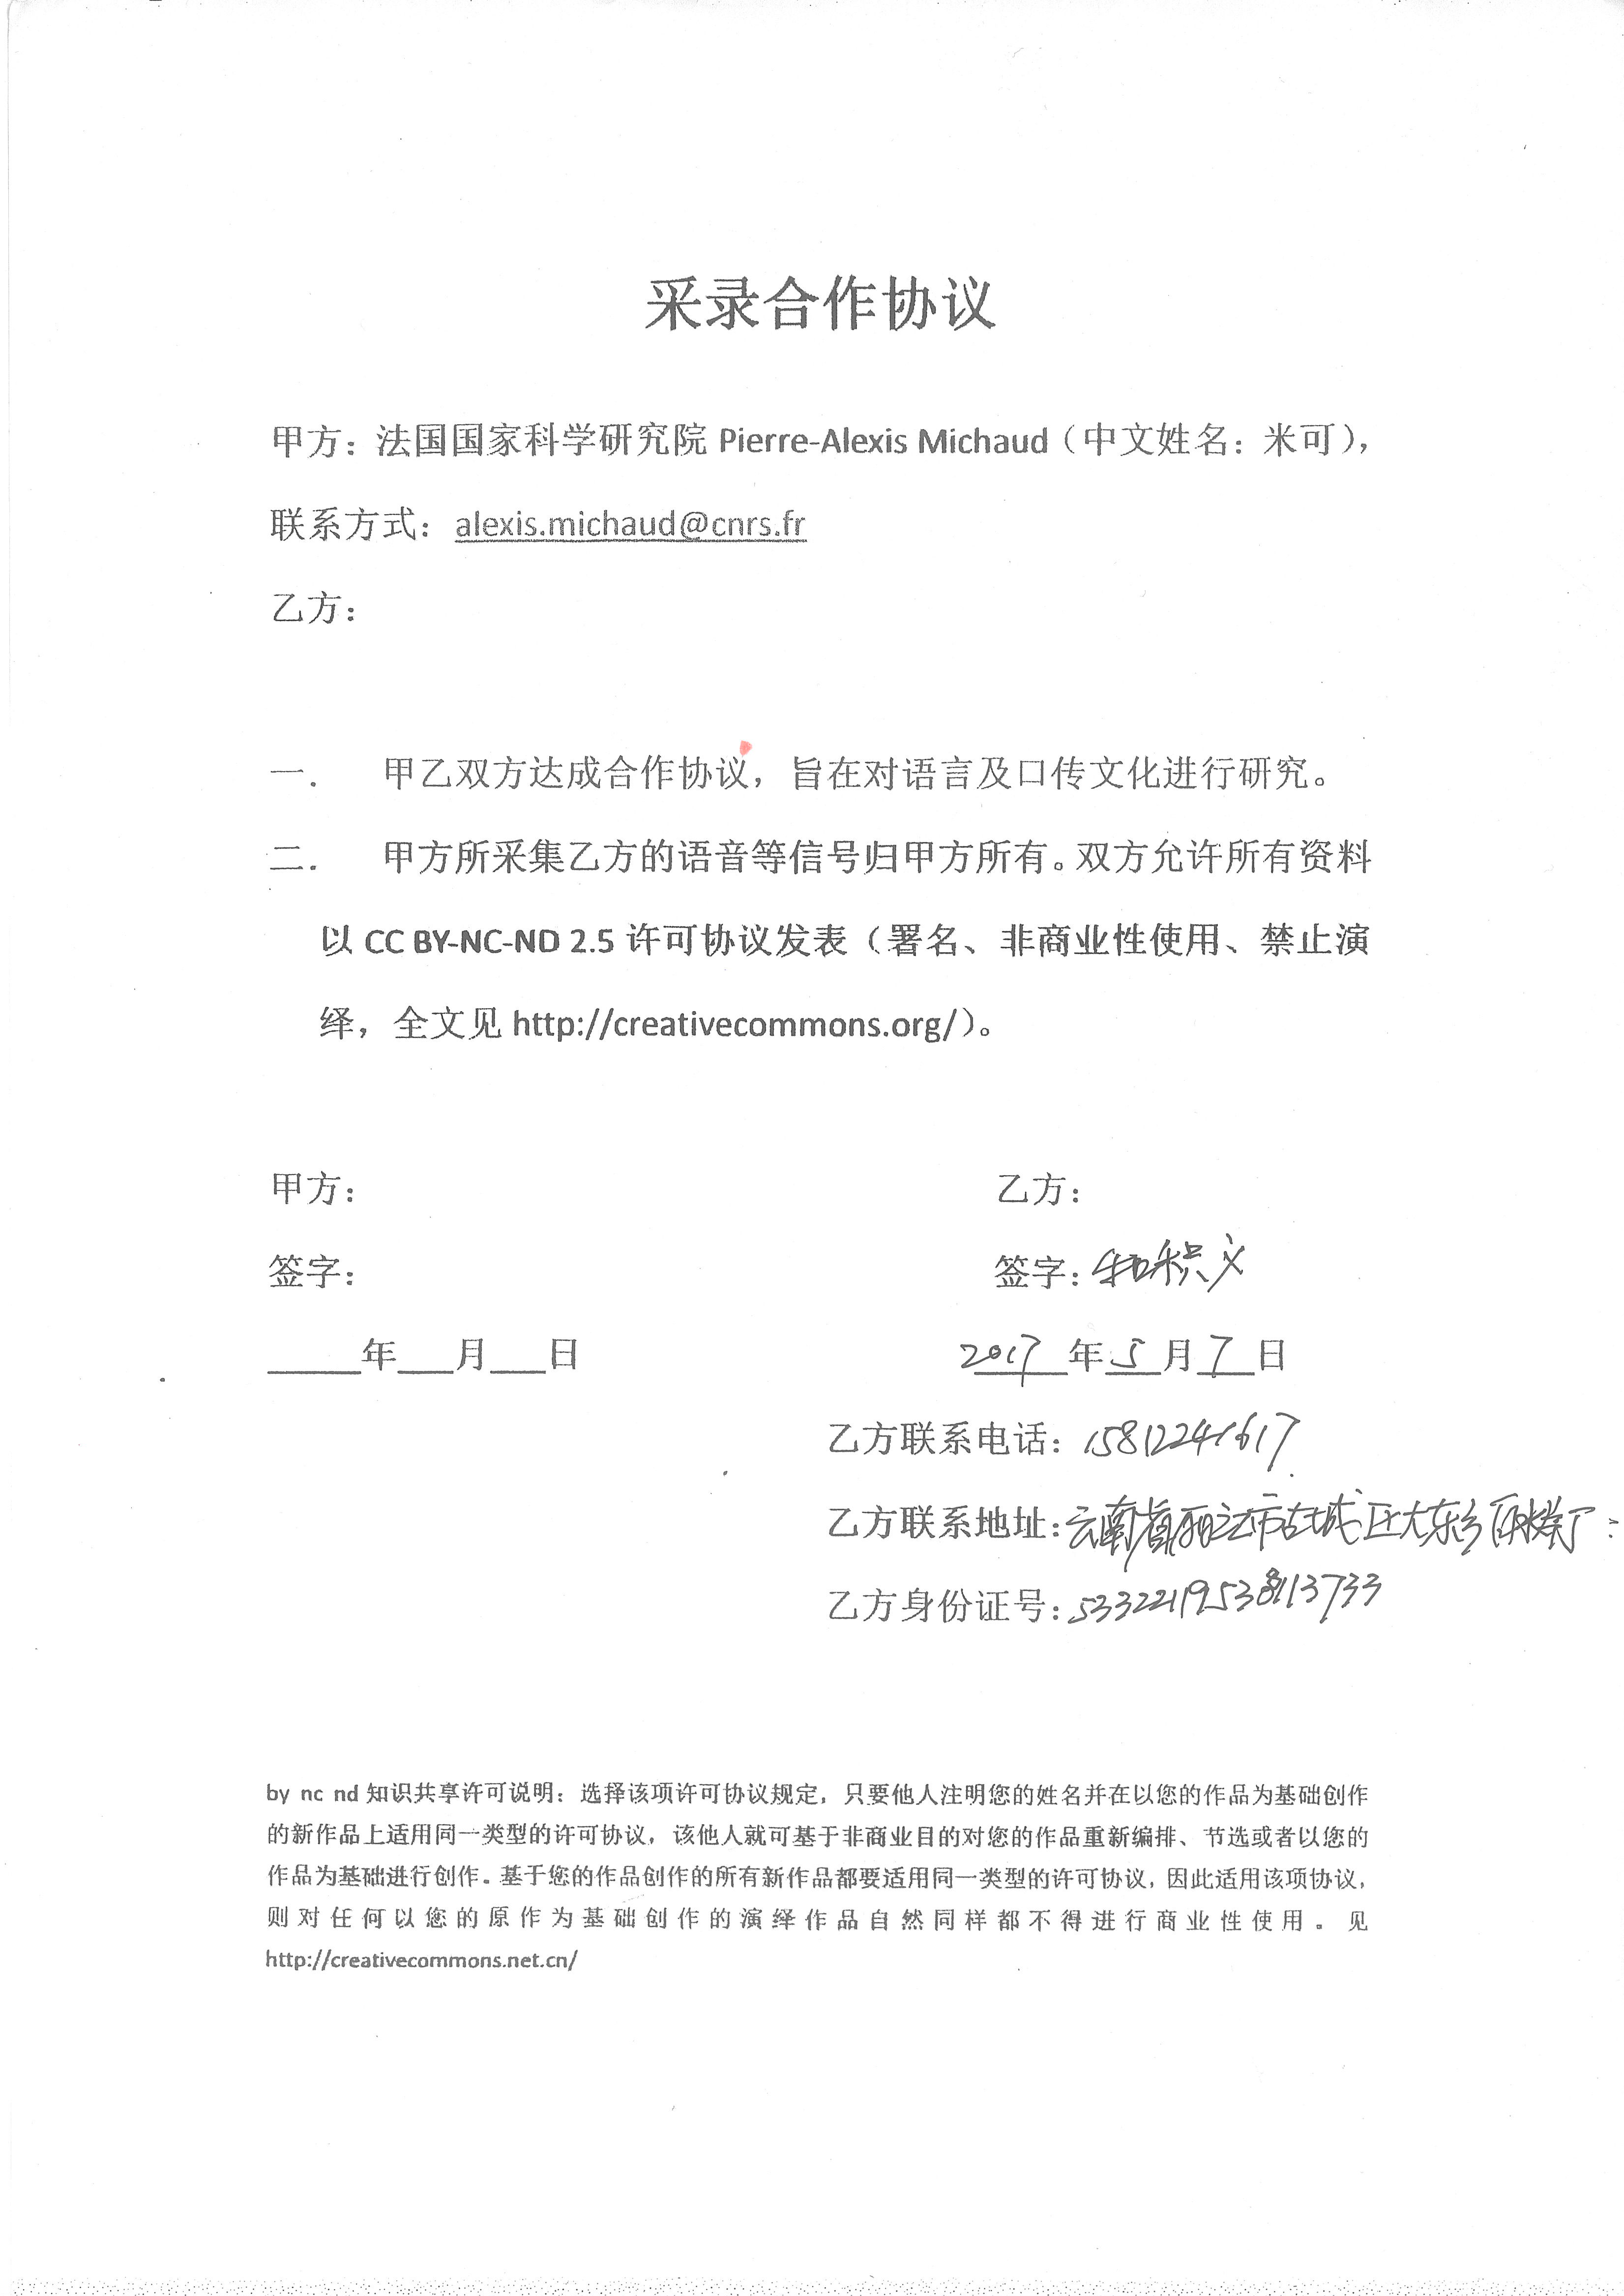 采录合作协议
甲方：法国国家科学研究院 Pierre-Alexis Michaud（中文姓名：米可），
联系方式：alexis.michaud@cnrs.fr
乙方：
一． 甲乙双方达成合作协议，旨在对语言及口传文化进行研究。
二． 甲方所采集乙方的语音等信号归甲方所有。双方允许所有资料
以 CC BY-NC-ND 2.5 许可协议发表（署名、非商业性使用、禁止演
绎，全文见 http://creativecommons.org/）。
甲方： 乙方：
签字： 签字：和积义
_____年___月___日 2017 年 5 月 7 日
乙方联系电话：15812241617
乙方联系地址：云南省丽江市古城区大东乡
乙方身份证号：53322119538113733
by nc nd 知识共享许可说明：选择该项许可协议规定，只要他人注明您的姓名并在以您的作品为基础创作
的新作品上适用同一类型的许可协议，该他人就可基于非商业目的对您的作品重新编排、节选或者以您的
作品为基础进行创作。基于您的作品创作的所有新作品都要适用同一类型的许可协议，因此适用该项协议，
则对任何以您的原作为基础创作的演绎作品自然同样都不得进行商业性使用。见
http://creativecommons.net.cn/